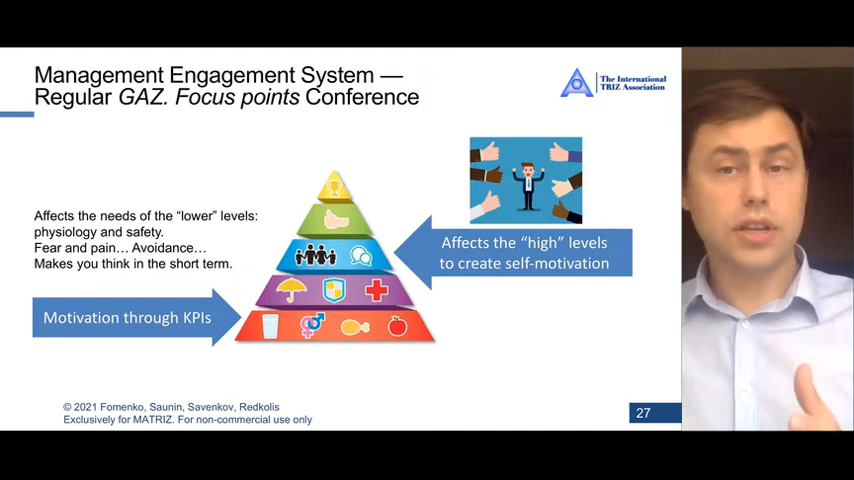 Management Engagement System —
Regular GAZ. Focus points Conference
The International
TRIZ Association
Affects the needs of the “lower” levels:
physiology and safety.
Fear and pain… Avoidance…
Makes you think in the short term.
Affects the “high” levels
to create self-motivation
Motivation through KPIs
© 2021 Fomenko, Saunin, Savenkov, Redkolis
Exclusively for MATRIZ. For non-commercial use only
27